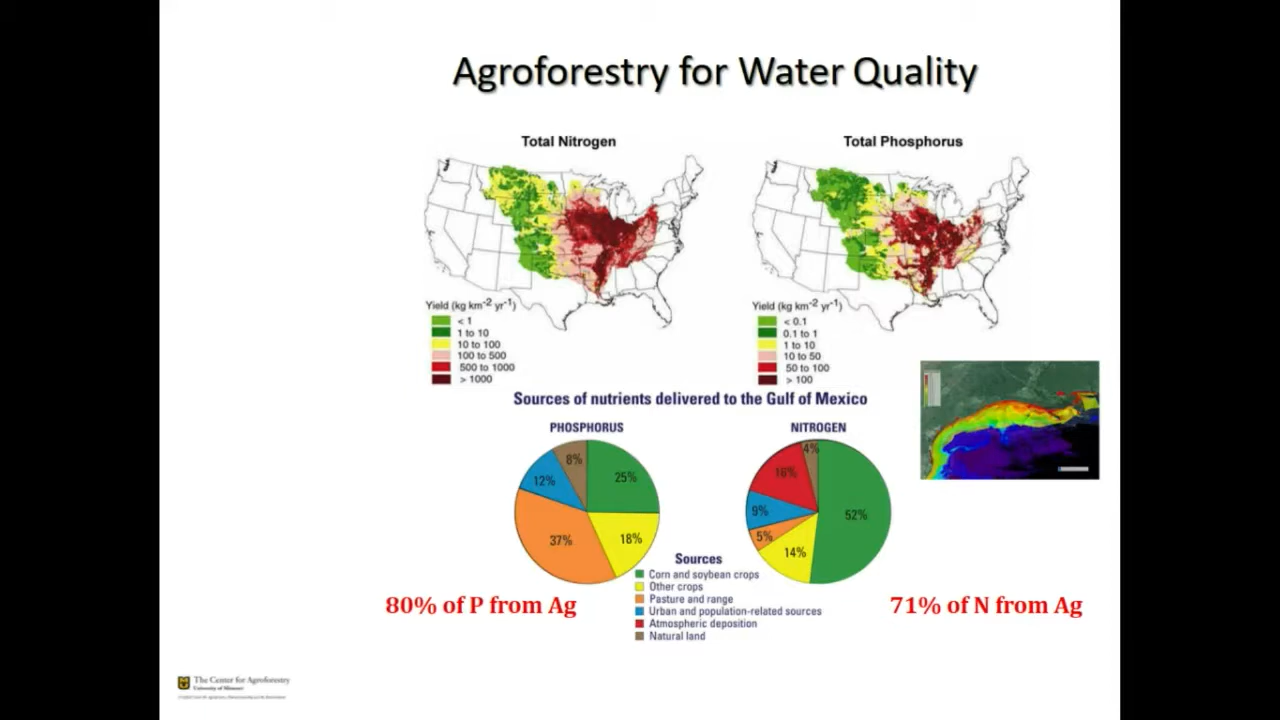 Agroforestry for Water Quality
Total Nitrogen
Total Phosphorus
Yield (kg km-2 yr-1)
< 1
1 to 10
10 to 100
100 to 500
500 to 1000
> 1000
Yield (kg km-2 yr-1)
< 0.1
0.1 to 1
1 to 10
10 to 50
50 to 100
> 100
Sources of nutrients delivered to the Gulf of Mexico
PHOSPHORUS
8%
25%
12%
37%
18%
NITROGEN
4%
16%
9%
52%
5%
14%
Sources
Corn and soybean crops
Other crops
Pasture and range
Urban and population-related sources
Atmospheric deposition
Natural land
80% of P from Ag
71% of N from Ag
The Center for Agroforestry
University of Missouri